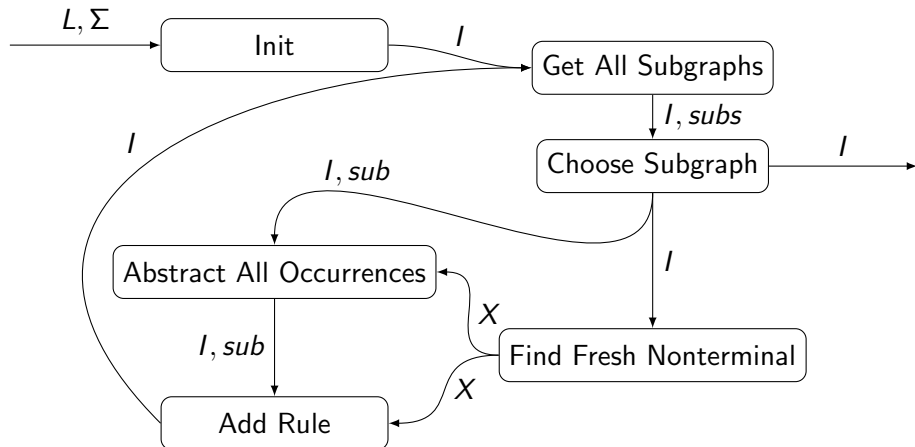 L, Σ
Init
I
Get All Subgraphs
I
I, subs
Choose Subgraph
I
I, sub
Abstract All Occurrences
I
X
I, sub
Find Fresh Nonterminal
X
Add Rule